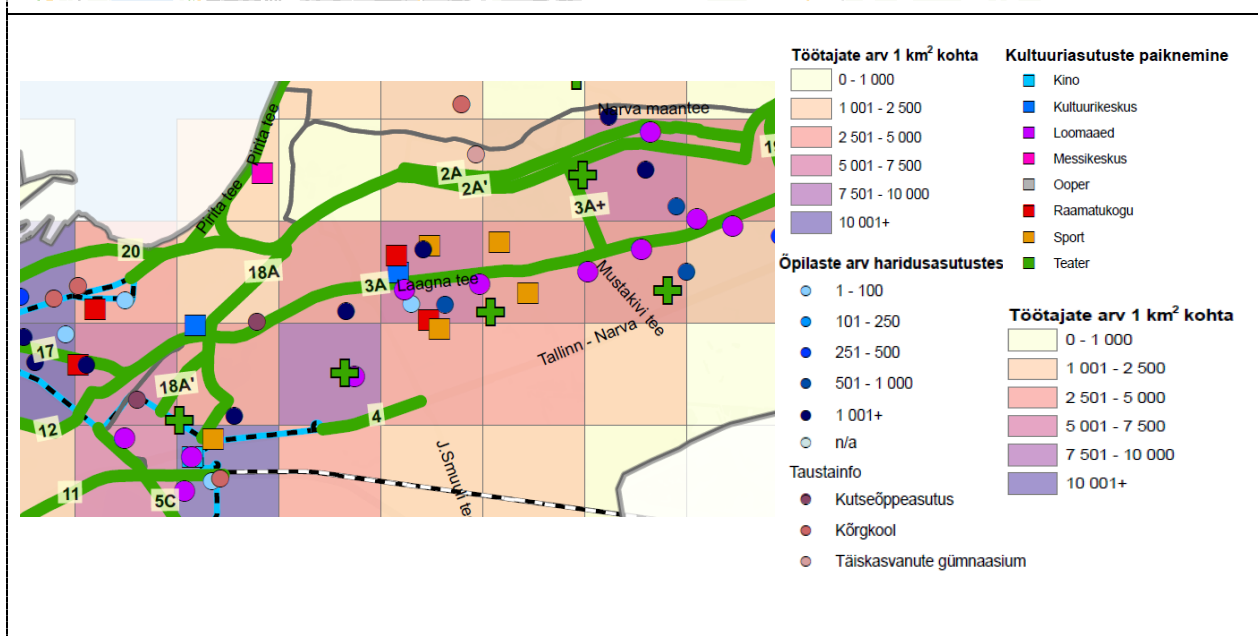 Töötajate arv 1 km² kohta
0 - 1 000
1 001 - 2 500
2 501 - 5 000
5 001 - 7 500
7 501 - 10 000
10 001+
Kultuuriasutuste paiknemine
Kino
Kultuurikeskus
Loomaaed
Messikeskus
Ooper
Raamatukogu
Sport
Teater
Õpilaste arv haridusasutustes
1 - 100
101 - 250
251 - 500
501 - 1 000
1 001+
n/a
Taustainfo
Kutseõppeasutus
Kõrgkool
Täiskasvanute gümnaasium
Töötajate arv 1 km² kohta
0 - 1 000
1 001 - 2 500
2 501 - 5 000
5 001 - 7 500
7 501 - 10 000
10 001+
Narva maantee
Pirita tee
Pirita tee
2A
2A'
3A+
20
18A
3A
Laagna tee
Mustakivi tee
Tallinn - Narva
17
18A'
12
4
11
5C
J.Smuuli te